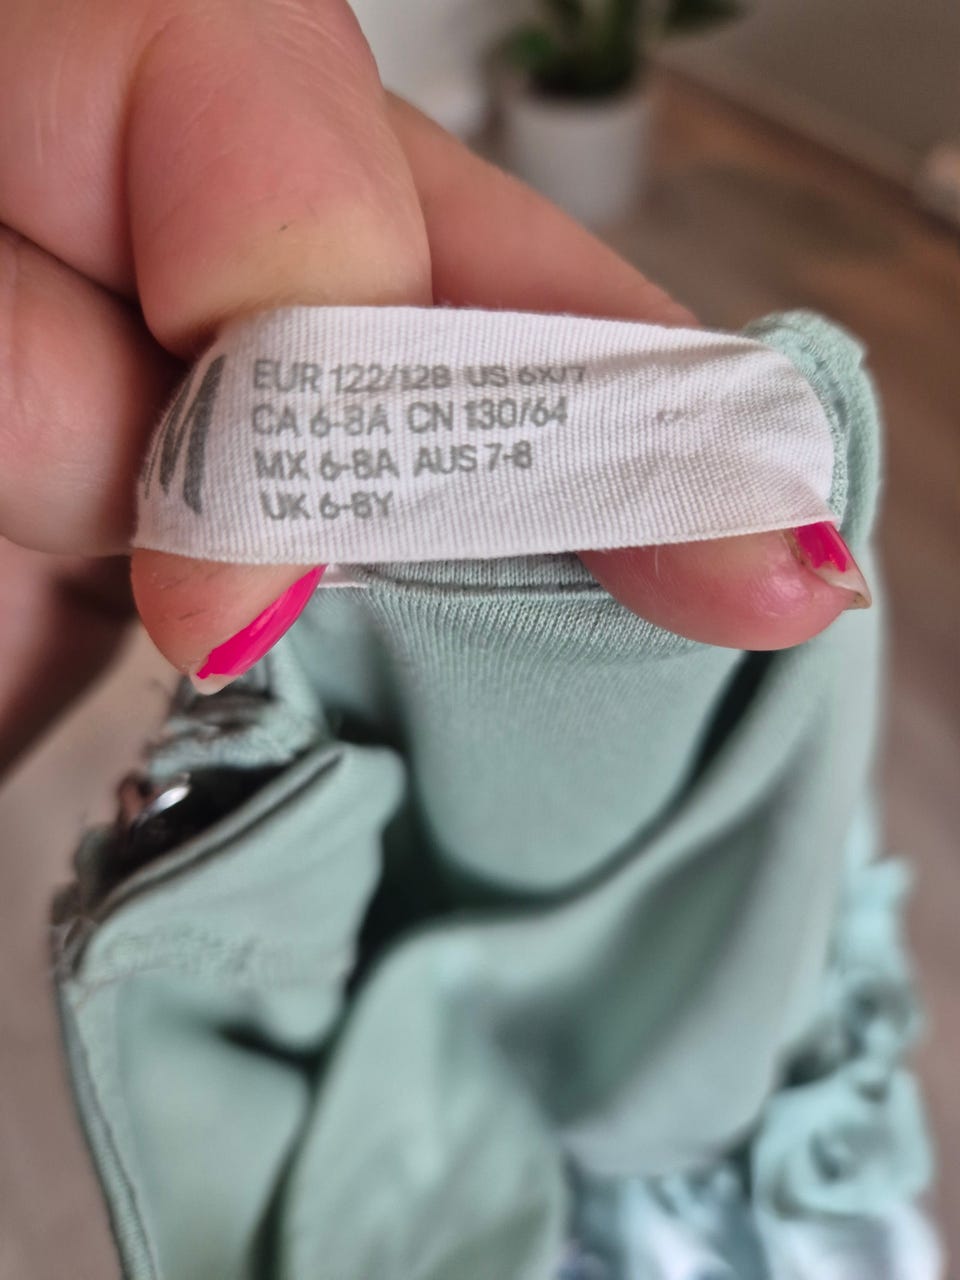 M
EUR 122/128 US 6X/7
CA 6-8A CN 130/64
MX 6-8A AUS 7-8
UK 6-8Y